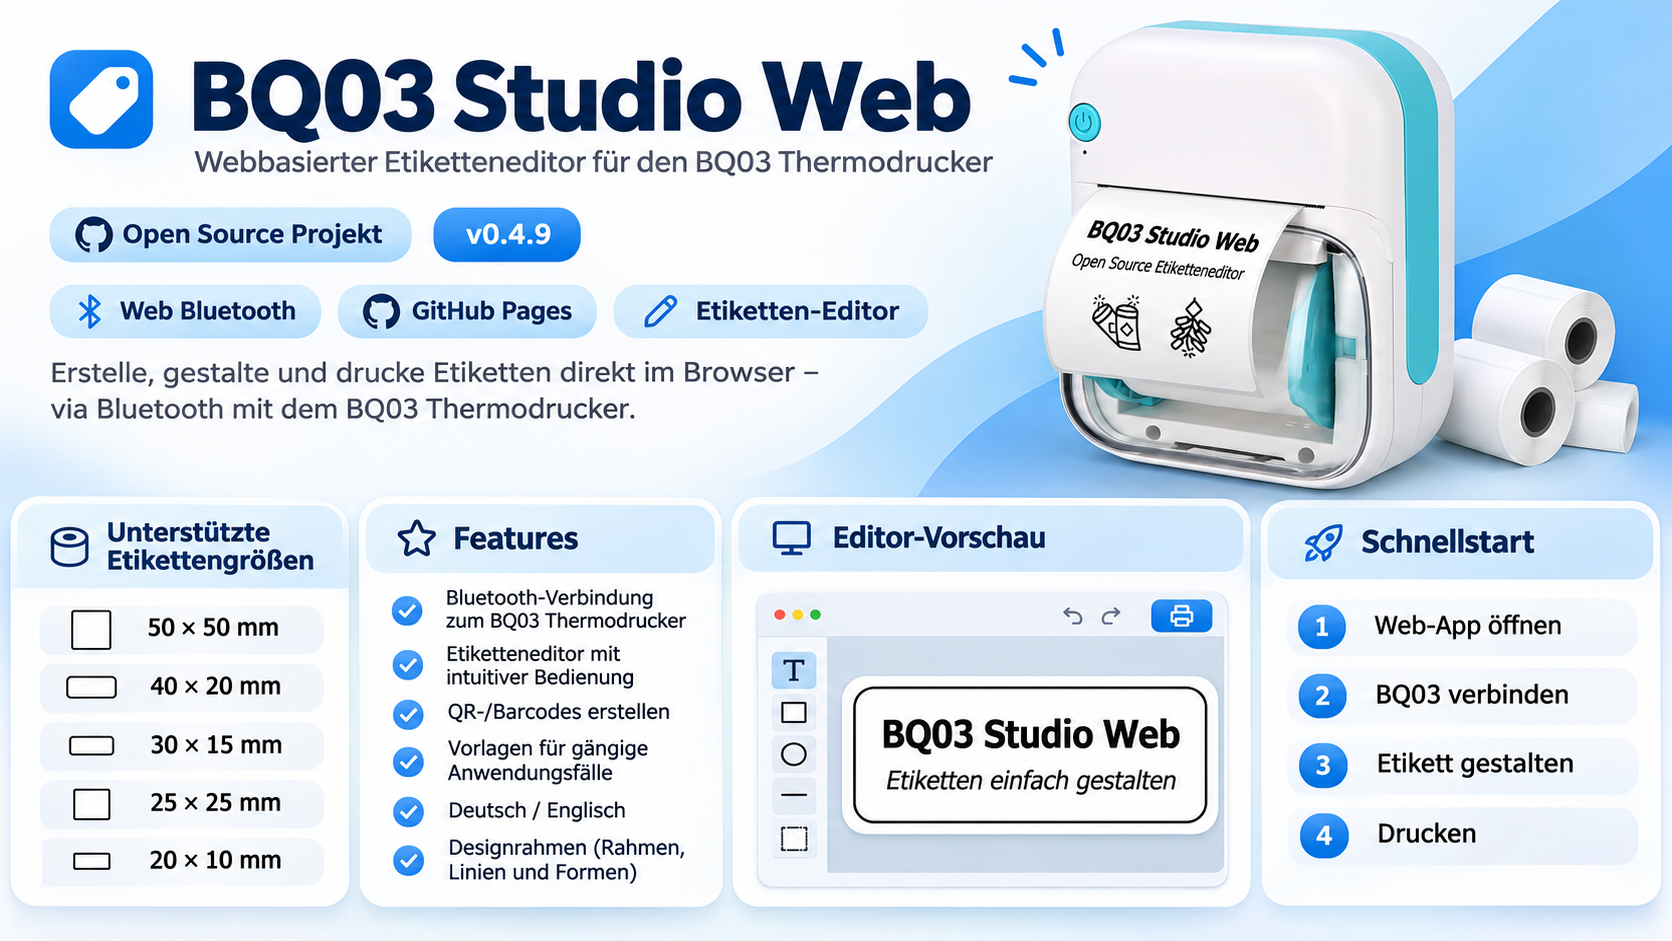 BQ03 Studio Web
Webbasierter Etiketteneditor für den BQ03 Thermodrucker
Open Source Projekt
v0.4.9
Web Bluetooth
GitHub Pages
Etiketten-Editor
Erstelle, gestalte und drucke Etiketten direkt im Browser –
via Bluetooth mit dem BQ03 Thermodrucker.
BQ03 Studio Web
Open Source Etiketteneditor
Unterstützte
Etikettengrößen
50 × 50 mm
40 × 20 mm
30 × 15 mm
25 × 25 mm
20 × 10 mm
Features
Bluetooth-Verbindung
zum BQ03 Thermodrucker
Etiketteneditor mit
intuitiver Bedienung
QR-/Barcodes erstellen
Vorlagen für gängige
Anwendungsfälle
Deutsch / Englisch
Designrahmen (Rahmen,
Linien und Formen)
Editor-Vorschau
T
BQ03 Studio Web
Etiketten einfach gestalten
Schnellstart
1 Web-App öffnen
2 BQ03 verbinden
3 Etikett gestalten
4 Drucken